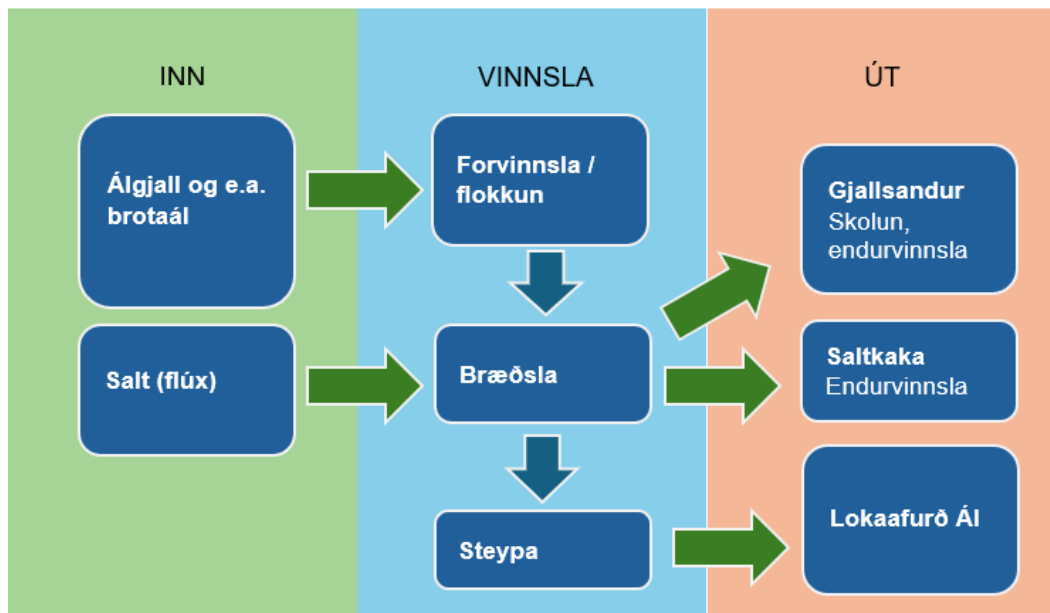 INN
Álgjall og e.a.
brotaál
Salt (flúx)
VINNSLA
Forvinnsla /
flokkun
Bræðsla
Steypa
ÚT
Gjallsandur
Skolun,
endurvinnsla
Saltkaka
Endurvinnsla
Lokaafurð Ál